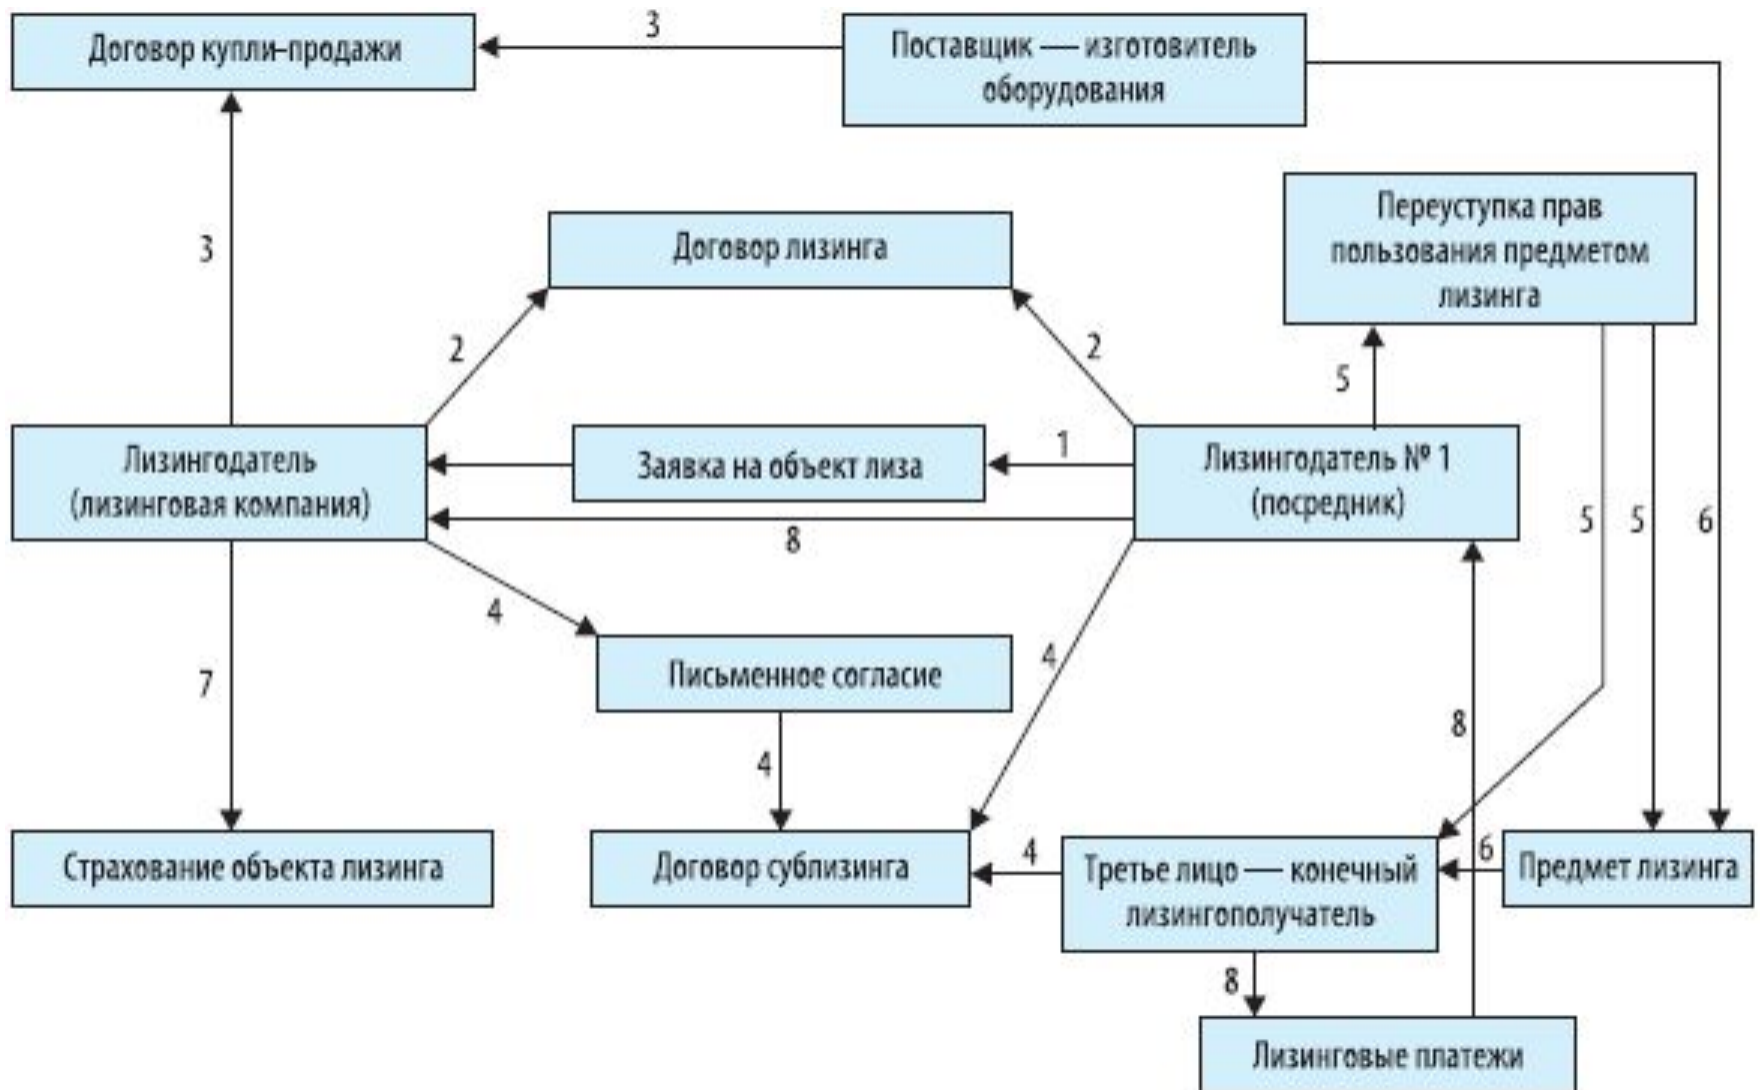 Договор купли-продажи
3
Поставщик — изготовитель
оборудования
Переуступка прав
пользования предметом
лизинга
Договор лизинга
3
2
2
5
Лизингодатель
(лизинговая компания)
Заявка на объект лиза
1
Лизингодатель № 1
(посредник)
8
5
5
6
4
Письменное согласие
4
7
4
8
Страхование объекта лизинга
Договор сублизинга
4
Третье лицо — конечный
лизингополучатель
6
Предмет лизинга
8
Лизинговые платежи